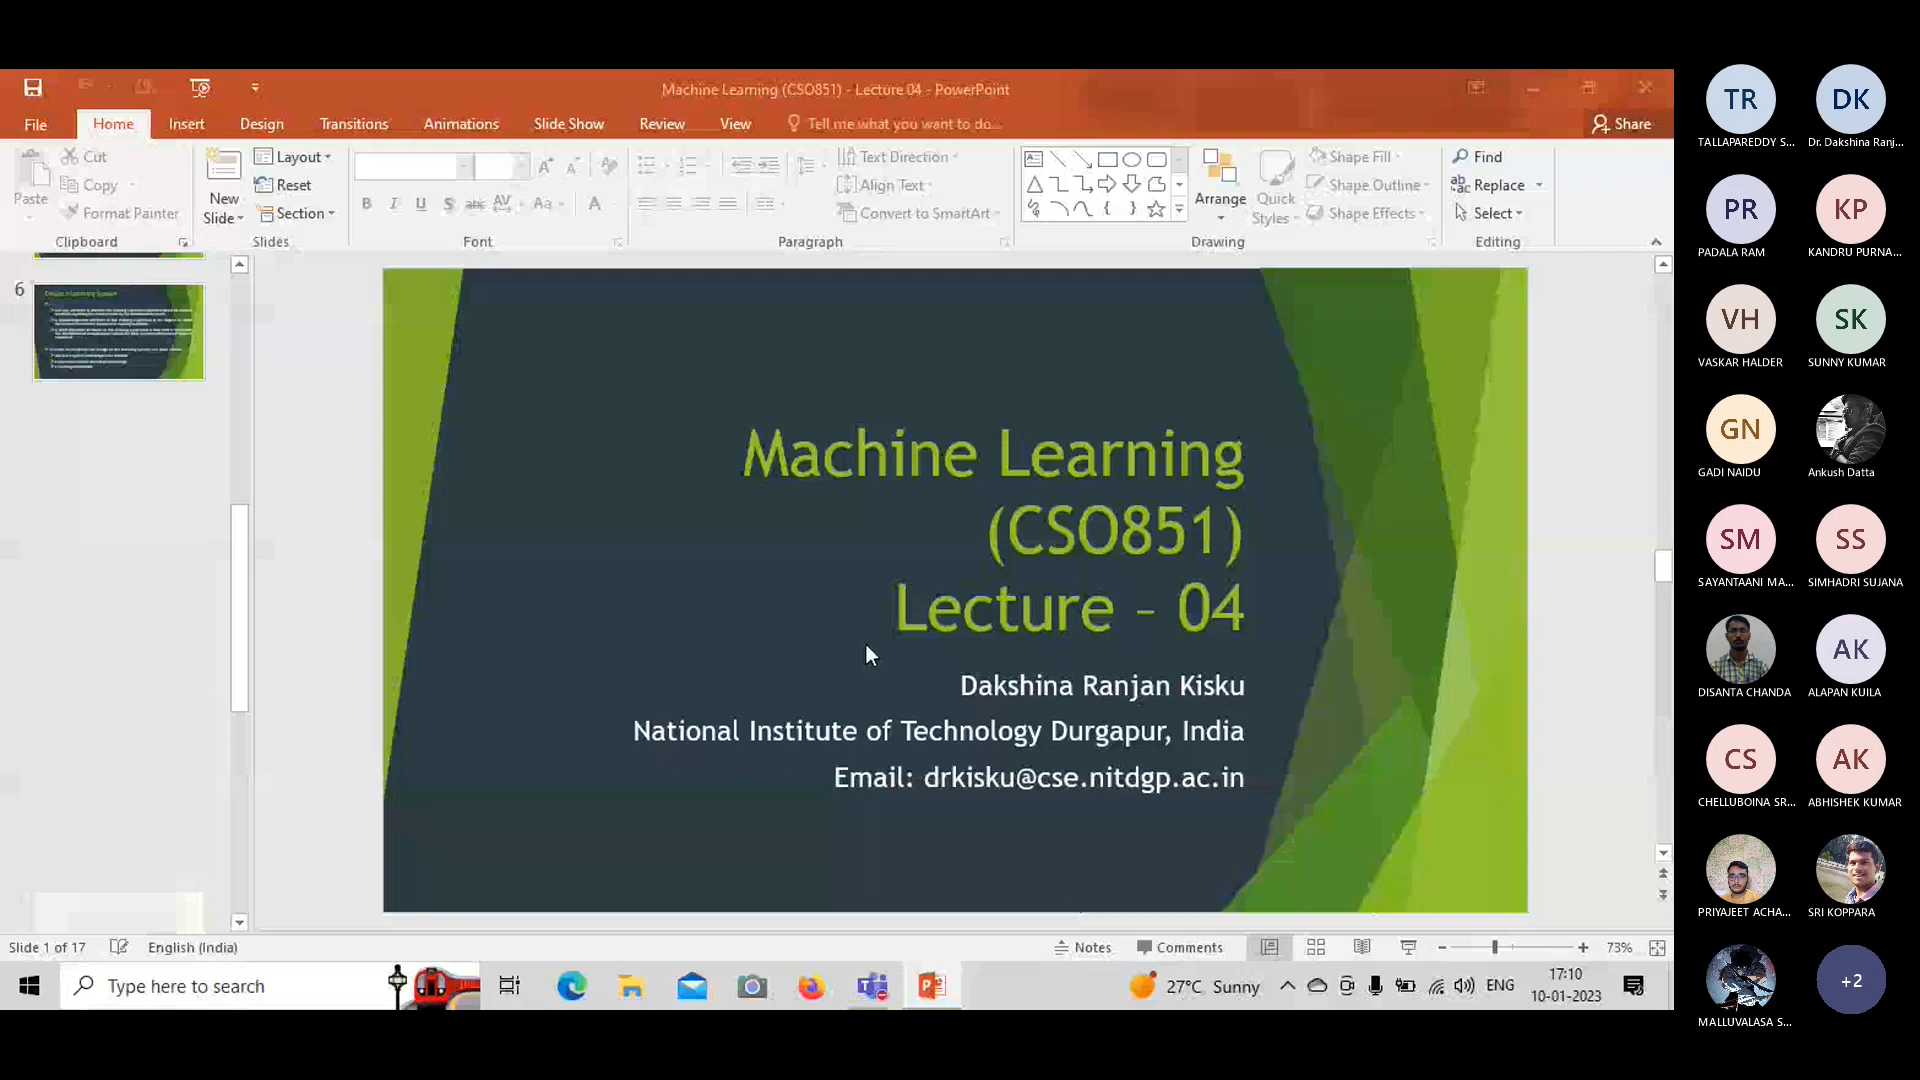 Machine Learning (CSO851) - Lecture 04 - PowerPoint
File
Home
Insert
Design
Transitions
Animations
Slide Show
Review
View
Tell me what you want to do...
Share
Paste
Cut
Copy
Format Painter
Clipboard
New
Slide
Layout
Reset
Section
Slides
Font
Text Direction
Align Text
Convert to SmartArt
Paragraph
Arrange
Quick
Styles
Shape Fill
Shape Outline
Shape Effects
Drawing
Find
Replace
Select
Editing
6
Machine Learning
(CSO851)
Lecture – 04
Dakshina Ranjan Kisku
National Institute of Technology Durgapur, India
Email: drkisku@cse.nitdgp.ac.in
Slide 1 of 17
English (India)
Notes
Comments
73%
Type here to search
27°C Sunny
ENG
17:10
10-01-2023
TR
TALLAPAREDDY S...
DK
Dr. Dakshina Ranj...
PR
PADALA RAM
KP
KANDRU PURNA...
VH
VASKAR HALDER
SK
SUNNY KUMAR
GN
GADI NAIDU
Ankush Datta
SM
SAYANTAANI MA...
SS
SIMHADRI SUJANA
DISANTA CHANDA
AK
ALAPAN KUILA
CS
CHELLUBOINA SR...
AK
ABHISHEK KUMAR
PRIYAJEET ACHA...
SRI KOPPARA
MALLUVALASA S...
+2